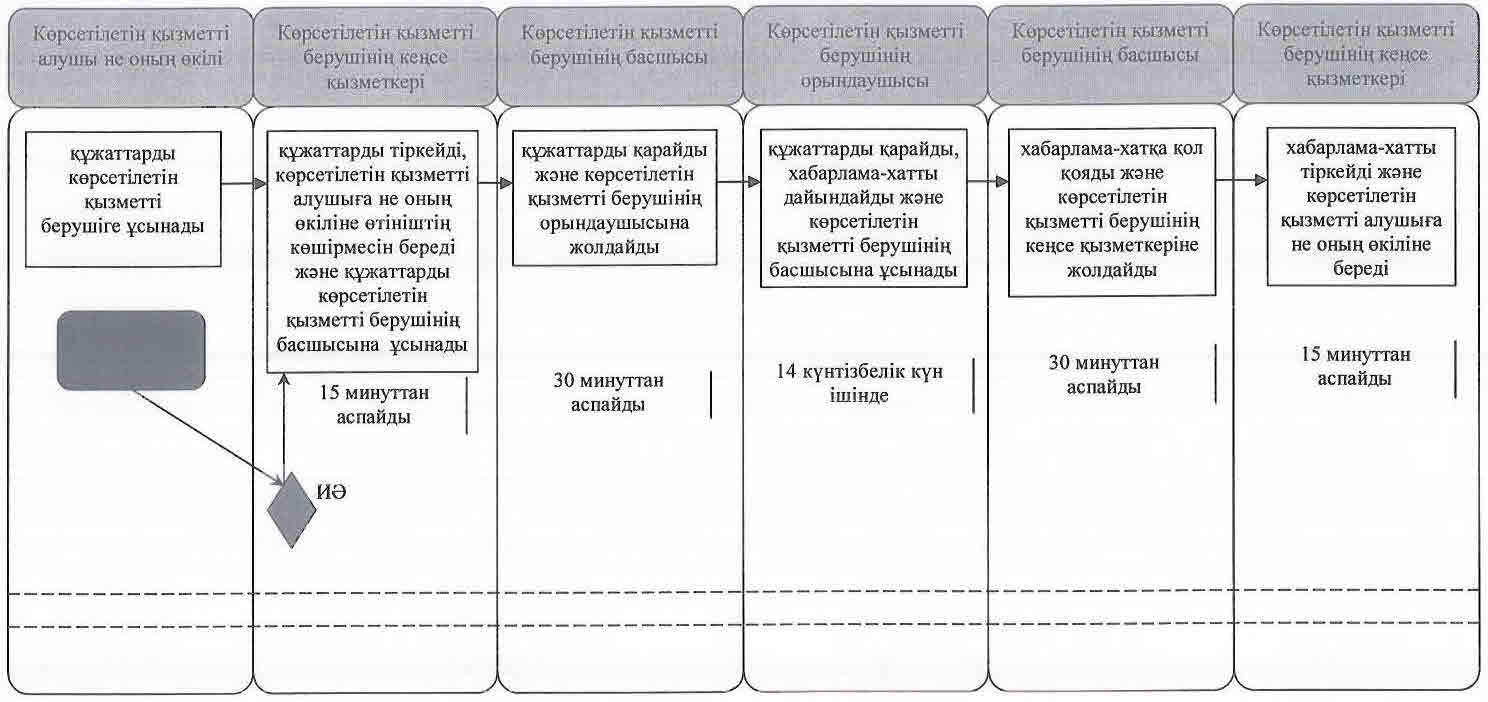 Көрсетілетін қызметті
алушы не оның өкілі
Көрсетілетін қызметті
берушінің кеңсе
қызметкері
Көрсетілетін қызметті
берушінің басшысы
Көрсетілетін қызметті
берушінің
орындаушысы
Көрсетілетін қызметті
берушінің басшысы
Көрсетілетін қызметті
берушінің кеңсе
қызметкері
құжаттарды
көрсетілетін
қызметті
берушіге ұсынады
құжаттарды тіркейді,
көрсетілетін қызметті
алушыға не оның
өкіліне өтініштің
көшірмесін береді
және құжаттарды
көрсетілетін
қызметті берушінің
басшысына ұсынады
құжаттарды қарайды
және көрсетілетін
қызметті берушінің
орындаушысына
жолдайды
құжаттарды қарайды,
хабарлама-хатты
дайындайды және
көрсетілетін
қызметті берушінің
басшысына ұсынады
хабарлама-хатқа қол
қояды және
көрсетілетін
қызметті берушінің
кеңсе қызметкеріне
жолдайды
хабарлама-хатты
тіркейді және
көрсетілетін
қызметті алушыға
не оның өкіліне
береді
15 минуттан
аспайды
30 минуттан
аспайды
14 күнтізбелік күн
ішінде
30 минуттан
аспайды
15 минуттан
аспайды
ИӘ